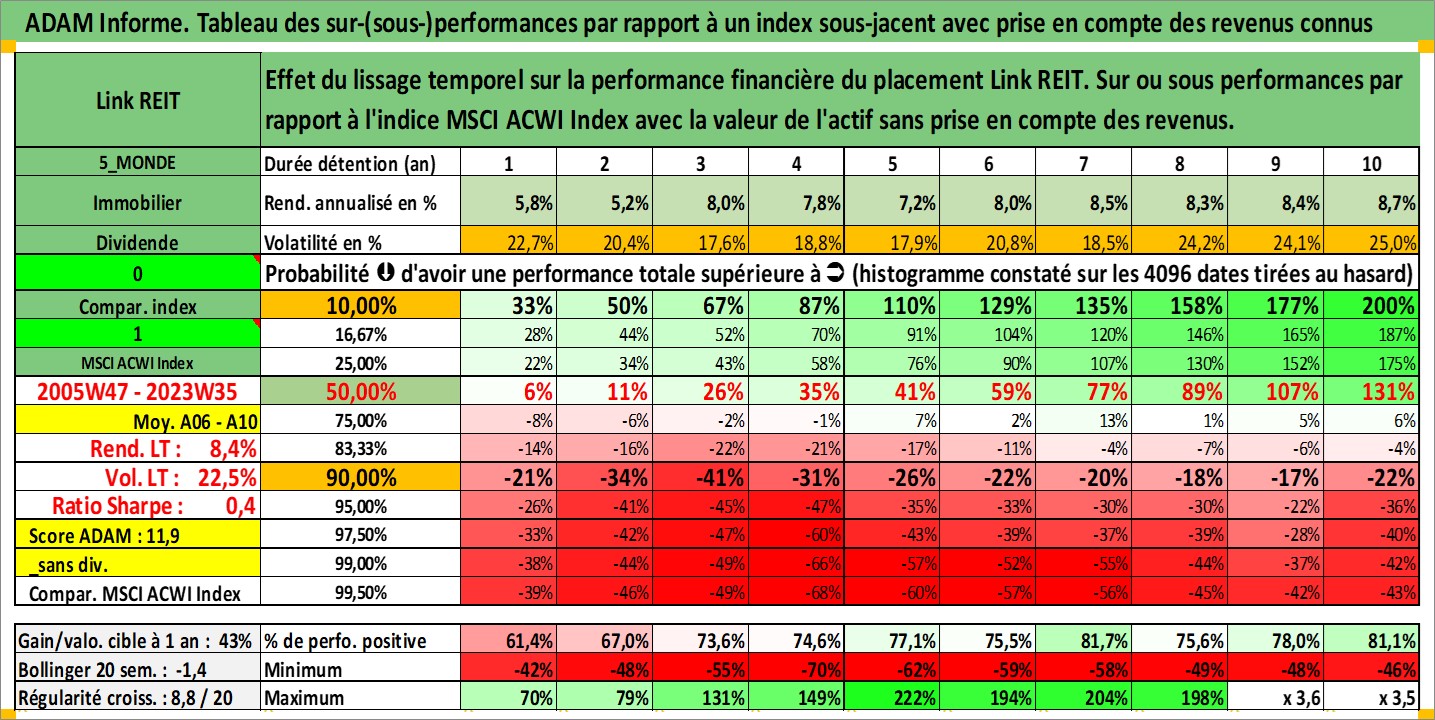 ADAM Informe. Tableau des sur-(sous-)performances par rapport à un index sous-jacent avec prise en compte des revenus connus
Link REIT
Effet du lissage temporel sur la performance financière du placement Link REIT. Sur ou sous performances par
rapport à l'indice MSCI ACWI Index avec la valeur de l'actif sans prise en compte des revenus.
5_MONDE Durée détention (an) 1 2 3 4 5 6 7 8 9 10
Immobilier Rend. annualisé en % 5,8% 5,2% 8,0% 7,8% 7,2% 8,0% 8,5% 8,3% 8,4% 8,7%
Dividende Volatilité en % 22,7% 20,4% 17,6% 18,8% 17,9% 20,8% 18,5% 24,2% 24,1% 25,0%
0 Probabilité d'avoir une performance totale supérieure à (histogramme constaté sur les 4096 dates tirées au hasard)
Compar. index 10,00% 33% 50% 67% 87% 110% 129% 135% 158% 177% 200%
1 16,67% 28% 44% 52% 70% 91% 104% 120% 146% 165% 187%
MSCI ACWI Index 25,00% 22% 34% 43% 58% 76% 90% 107% 130% 152% 175%
2005W47 - 2023W35 50,00% 6% 11% 26% 35% 41% 59% 77% 89% 107% 131%
Moy. A06 - A10 75,00% -8% -6% -2% -1% 7% 2% 13% 1% 5% 6%
Rend. LT : 8,4% 83,33% -14% -16% -22% -21% -17% -11% -4% -7% -6% -4%
Vol. LT : 22,5% 90,00% -21% -34% -41% -31% -26% -22% -20% -18% -17% -22%
Ratio Sharpe : 0,4 95,00% -26% -41% -45% -47% -35% -33% -30% -30% -22% -36%
Score ADAM : 11,9 97,50% -33% -42% -47% -60% -43% -39% -37% -39% -28% -40%
_sans div. 99,00% -38% -44% -49% -66% -57% -52% -55% -44% -37% -42%
Compar. MSCI ACWI Index 99,50% -39% -46% -49% -68% -60% -57% -56% -45% -42% -43%
Gain/valo. cible à 1 an : 43% % de perfo. positive 61,4% 67,0% 73,6% 74,6% 77,1% 75,5% 81,7% 75,6% 78,0% 81,1%
Bollinger 20 sem. : -1,4 Minimum -42% -48% -55% -70% -62% -59% -58% -49% -48% -46%
Régularité croiss. : 8,8 / 20 Maximum 70% 79% 131% 149% 222% 194% 204% 198% x 3,6 x 3,5